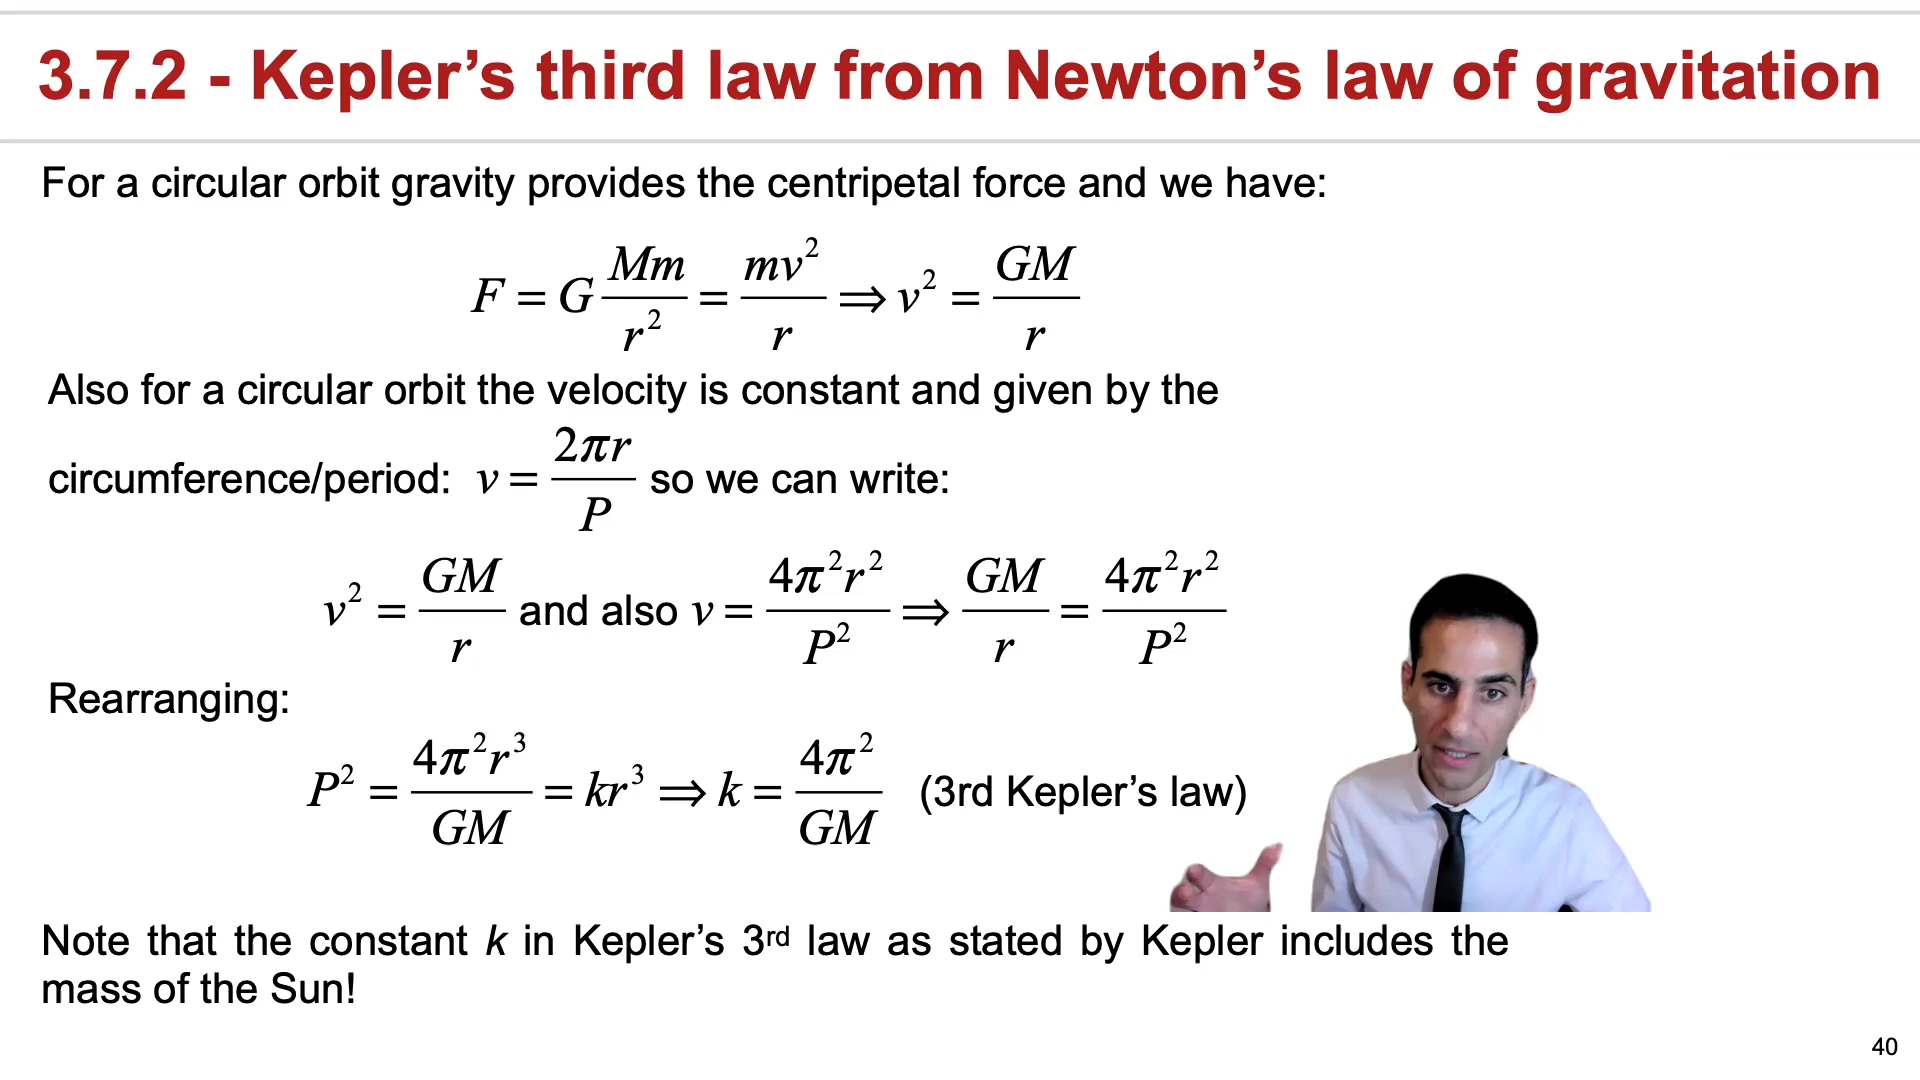 3.7.2 - Kepler’s third law from Newton’s law of gravitation
For a circular orbit gravity provides the centripetal force and we have:
F = G Mm/r² = mv²/r ⇒ v² = GM/r
Also for a circular orbit the velocity is constant and given by the
circumference/period: v = 2πr/P so we can write:
v² = GM/r and also v = 4π²r²/P² ⇒ GM/r = 4π²r²/P²
Rearranging:
P² = 4π²r³/GM = kr³ ⇒ k = 4π²/GM (3rd Kepler’s law)
Note that the constant k in Kepler’s 3rd law as stated by Kepler includes the
mass of the Sun!
40